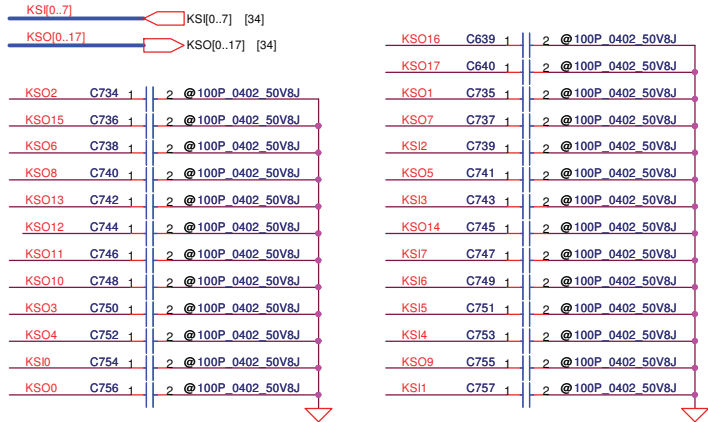 KSI[0..7]
KSI[0..7] [34]
KSO[0..17]
KSO[0..17] [34]
KSO2 C734 1 2 @100P_0402_50V8J
KSO15 C736 1 2 @100P_0402_50V8J
KSO6 C738 1 2 @100P_0402_50V8J
KSO8 C740 1 2 @100P_0402_50V8J
KSO13 C742 1 2 @100P_0402_50V8J
KSO12 C744 1 2 @100P_0402_50V8J
KSO11 C746 1 2 @100P_0402_50V8J
KSO10 C748 1 2 @100P_0402_50V8J
KSO3 C750 1 2 @100P_0402_50V8J
KSO4 C752 1 2 @100P_0402_50V8J
KSI0 C754 1 2 @100P_0402_50V8J
KSO0 C756 1 2 @100P_0402_50V8J
KSO16 C639 1 2 @100P_0402_50V8J
KSO17 C640 1 2 @100P_0402_50V8J
KSO1 C735 1 2 @100P_0402_50V8J
KSO7 C737 1 2 @100P_0402_50V8J
KSI2 C739 1 2 @100P_0402_50V8J
KSO5 C741 1 2 @100P_0402_50V8J
KSI3 C743 1 2 @100P_0402_50V8J
KSO14 C745 1 2 @100P_0402_50V8J
KSI7 C747 1 2 @100P_0402_50V8J
KSI6 C749 1 2 @100P_0402_50V8J
KSI5 C751 1 2 @100P_0402_50V8J
KSI4 C753 1 2 @100P_0402_50V8J
KSO9 C755 1 2 @100P_0402_50V8J
KSI1 C757 1 2 @100P_0402_50V8J